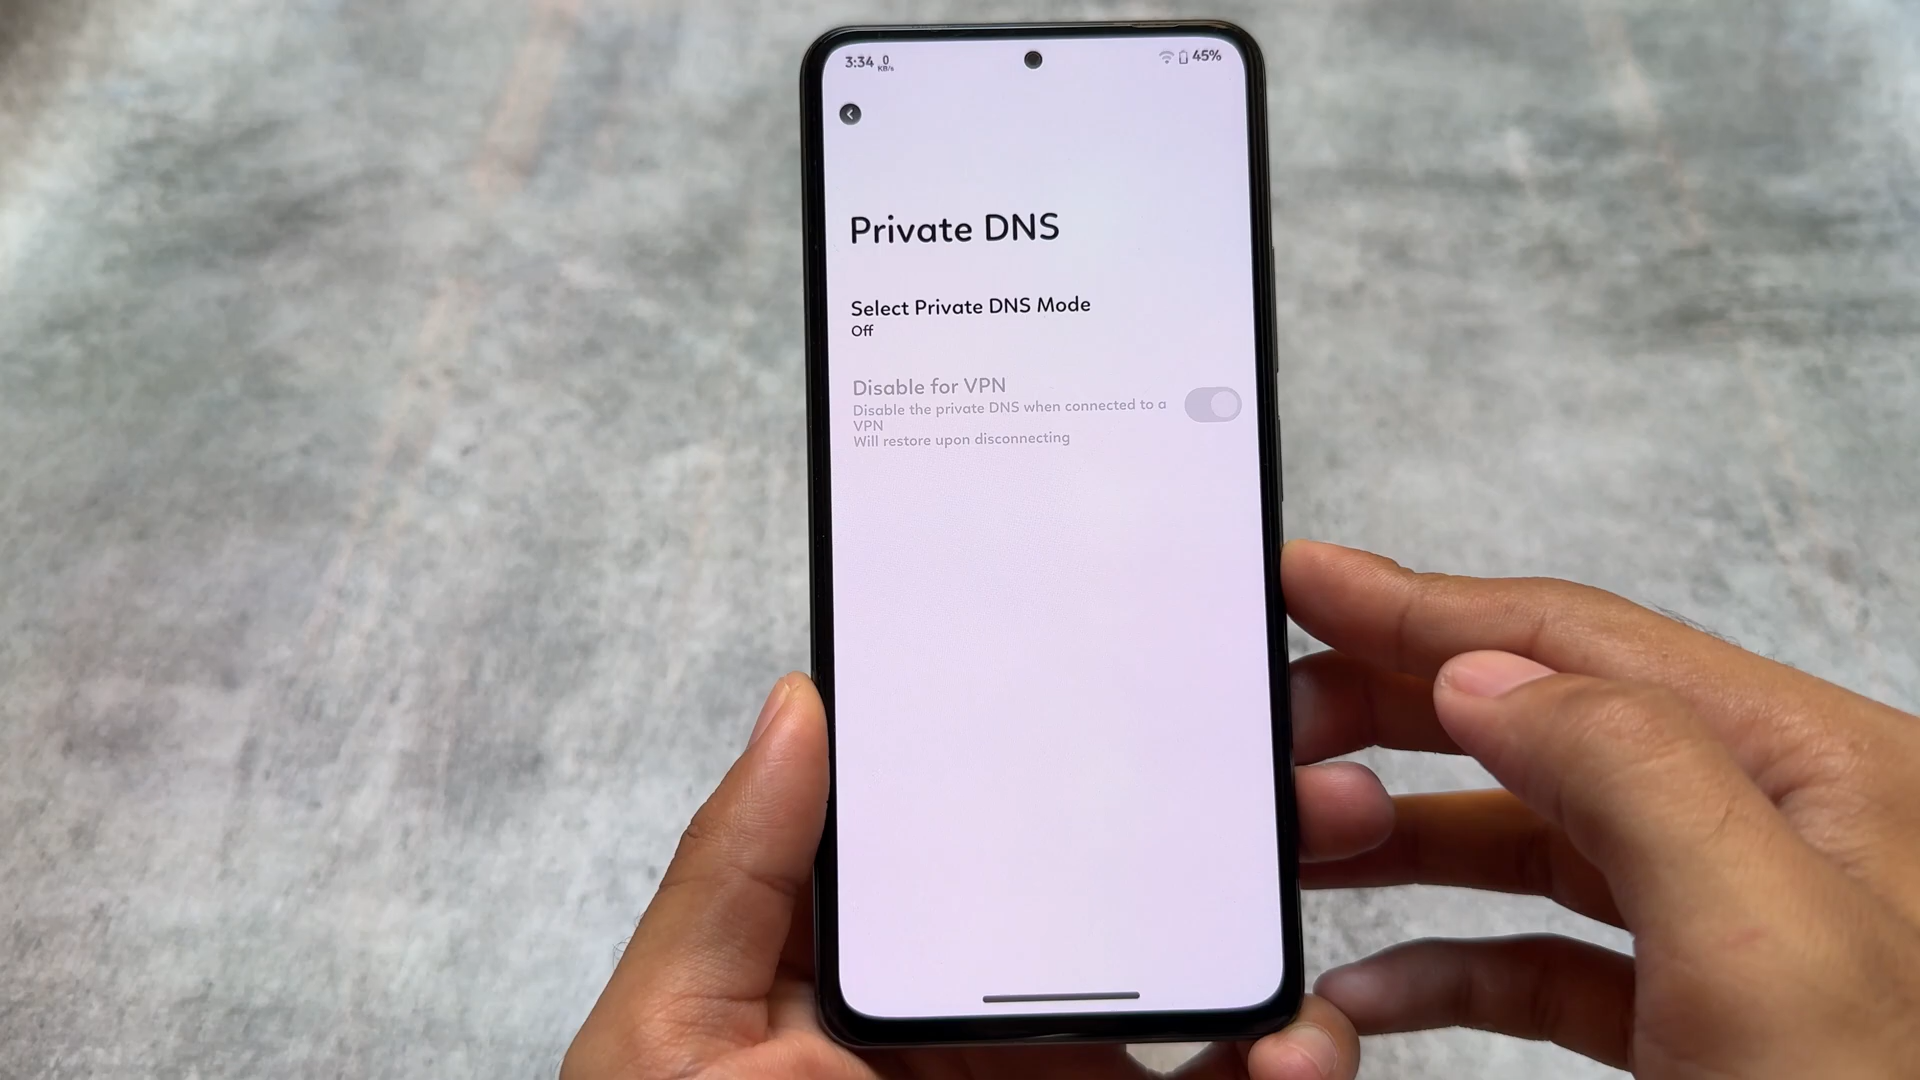 3:34 0 KB/s 45%
Private DNS
Select Private DNS Mode
Off
Disable for VPN
Disable the private DNS when connected to a
VPN
Will restore upon disconnecting